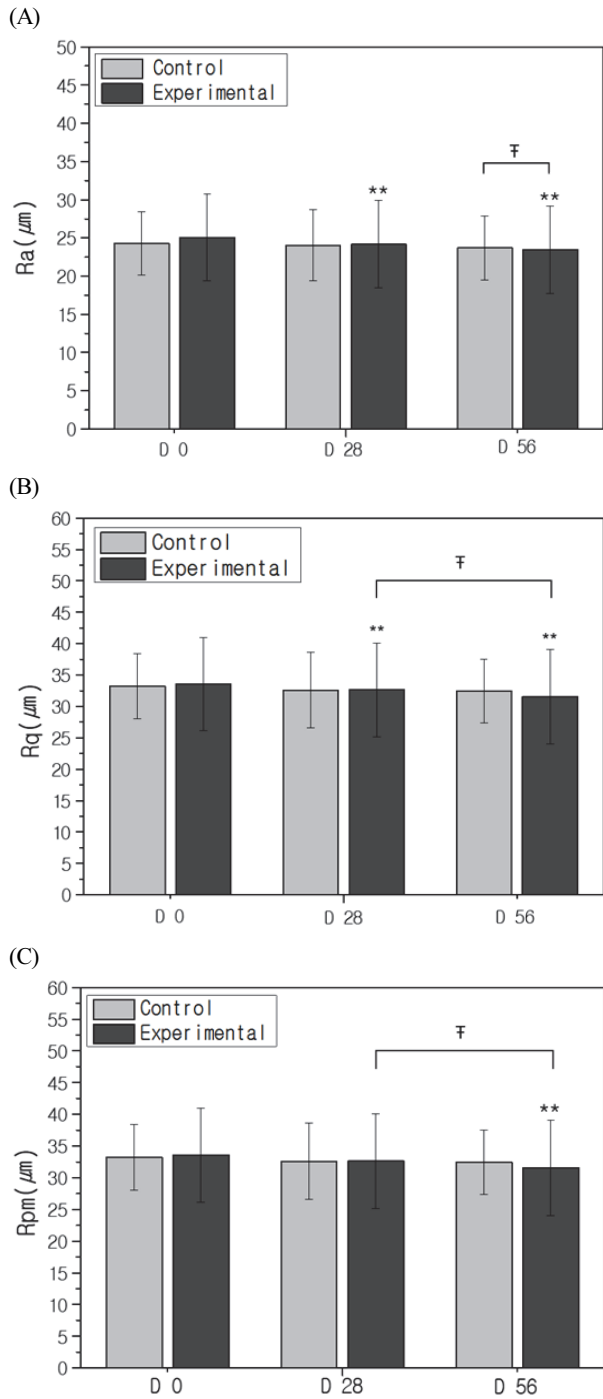 (A)
50
45
40
35
30
25
20
15
10
5
0
Ra(μm)
Control
Experimental
**
Ŧ
**
D 0
D 28
D 56
(B)
60
55
50
45
40
35
30
25
20
15
10
5
0
Rq(μm)
Control
Experimental
Ŧ
**
**
D 0
D 28
D 56
(C)
60
55
50
45
40
35
30
25
20
15
10
5
0
Rpm(μm)
Control
Experimental
Ŧ
**
D 0
D 28
D 56